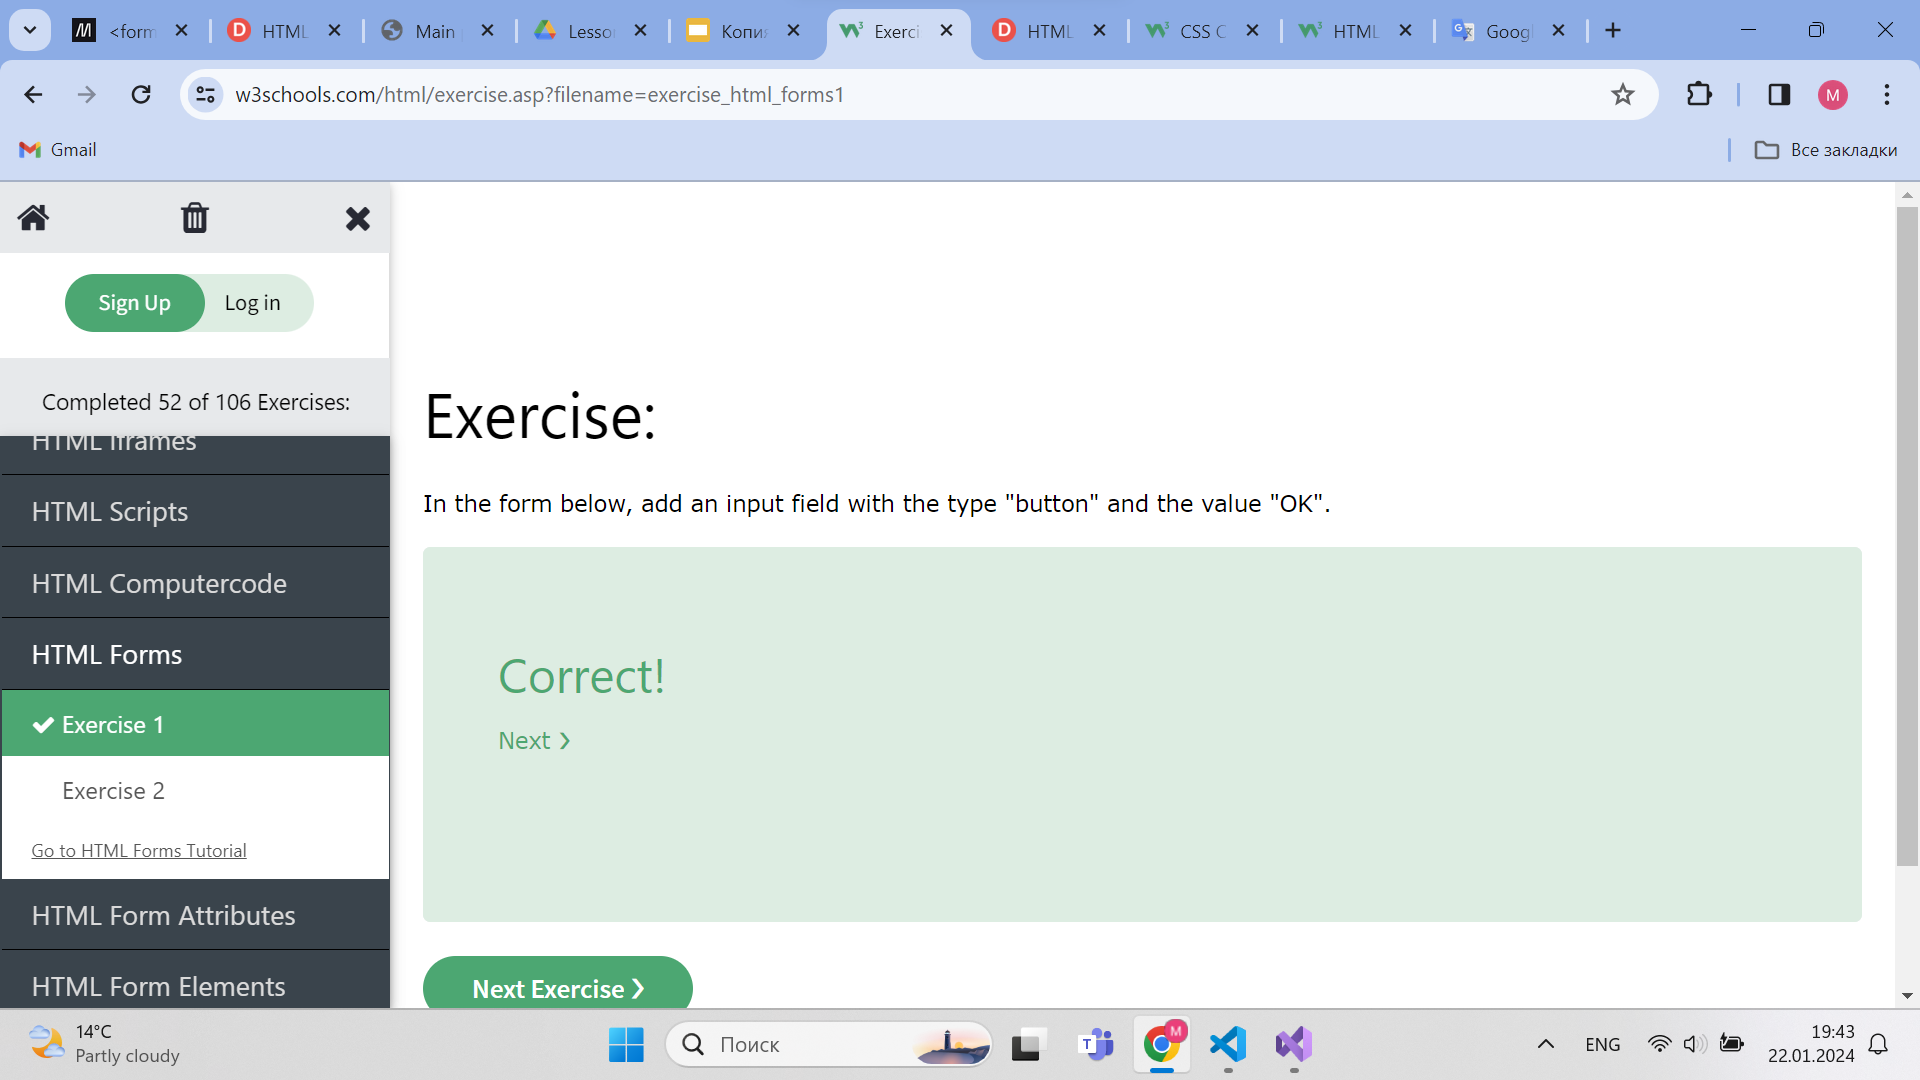 <form
HTML
Main
Lesso
Копи
Exerci
HTML
CSS C
HTML
Googl
w3schools.com/html/exercise.asp?filename=exercise_html_forms1
M
Gmail
Все закладки
Sign Up
Log in
Completed 52 of 106 Exercises:
HTML Iframes
HTML Scripts
HTML Computercode
HTML Forms
Exercise 1
Exercise 2
Go to HTML Forms Tutorial
HTML Form Attributes
HTML Form Elements
Exercise:
In the form below, add an input field with the type "button" and the value "OK".
Correct!
Next ❯
Next Exercise ❯
14°C
Partly cloudy
Поиск
M
ENG
19:43
22.01.2024